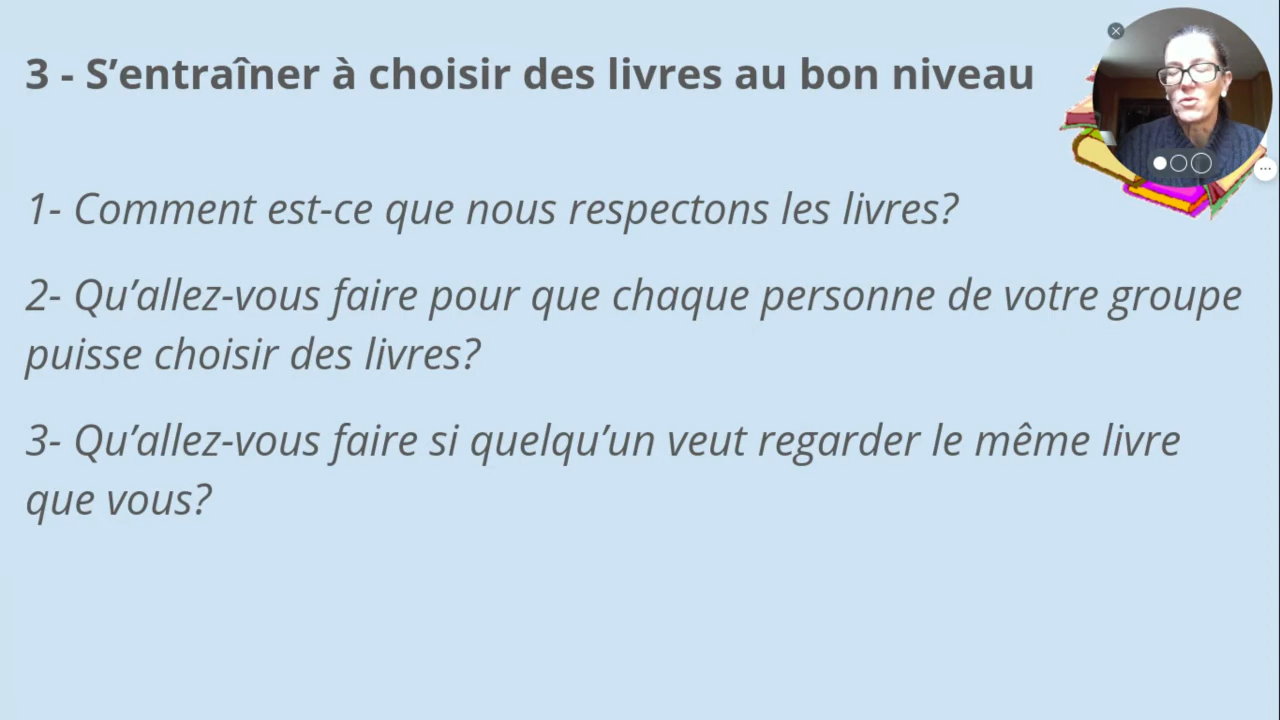 3 - S’entraîner à choisir des livres au bon niveau
1- Comment est-ce que nous respectons les livres?
2- Qu’allez-vous faire pour que chaque personne de votre groupe
puisse choisir des livres?
3- Qu’allez-vous faire si quelqu’un veut regarder le même livre
que vous?